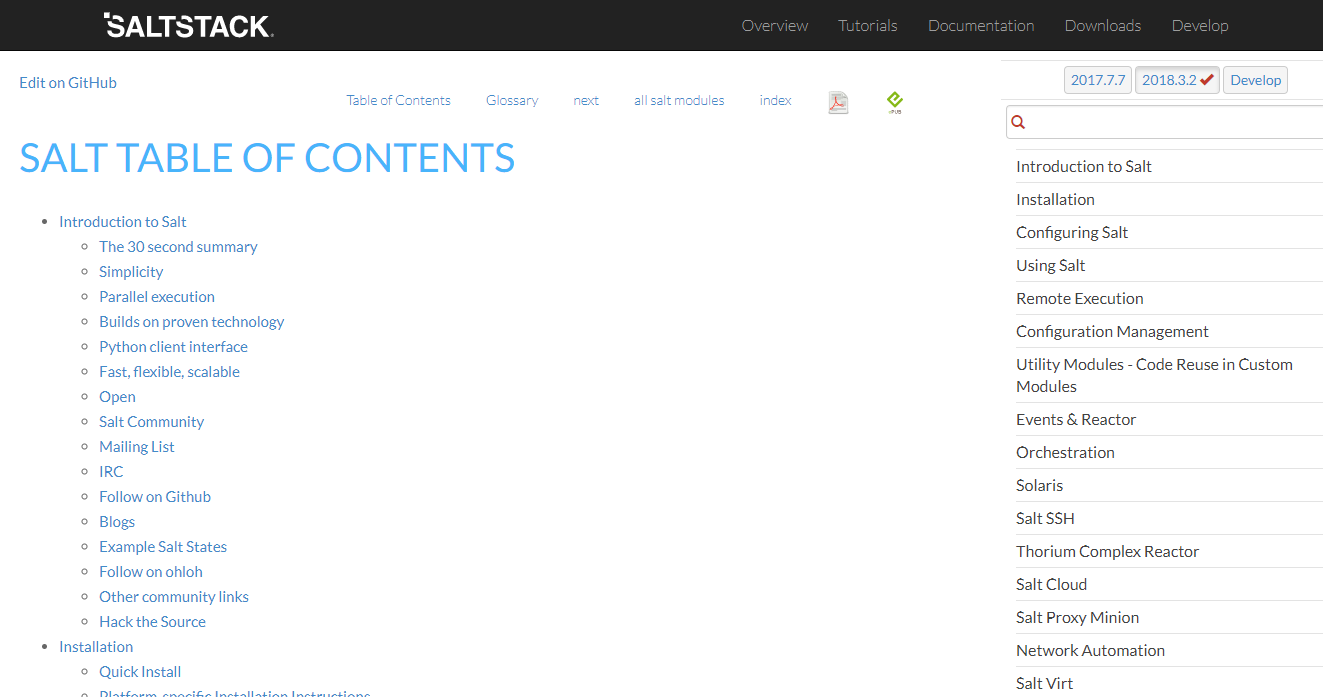 SALTSTACK.
Overview Tutorials Documentation Downloads Develop
Edit on GitHub
Table of Contents Glossary next all salt modules index
ePUB
SALT TABLE OF CONTENTS
Introduction to Salt
The 30 second summary
Simplicity
Parallel execution
Builds on proven technology
Python client interface
Fast, flexible, scalable
Open
Salt Community
Mailing List
IRC
Follow on Github
Blogs
Example Salt States
Follow on ohloh
Other community links
Hack the Source
Installation
Quick Install
Platform-specific Installation Instructions
2017.7.7 2018.3.2 Develop
Introduction to Salt
Installation
Configuring Salt
Using Salt
Remote Execution
Configuration Management
Utility Modules - Code Reuse in Custom
Modules
Events & Reactor
Orchestration
Solaris
Salt SSH
Thorium Complex Reactor
Salt Cloud
Salt Proxy Minion
Network Automation
Salt Virt